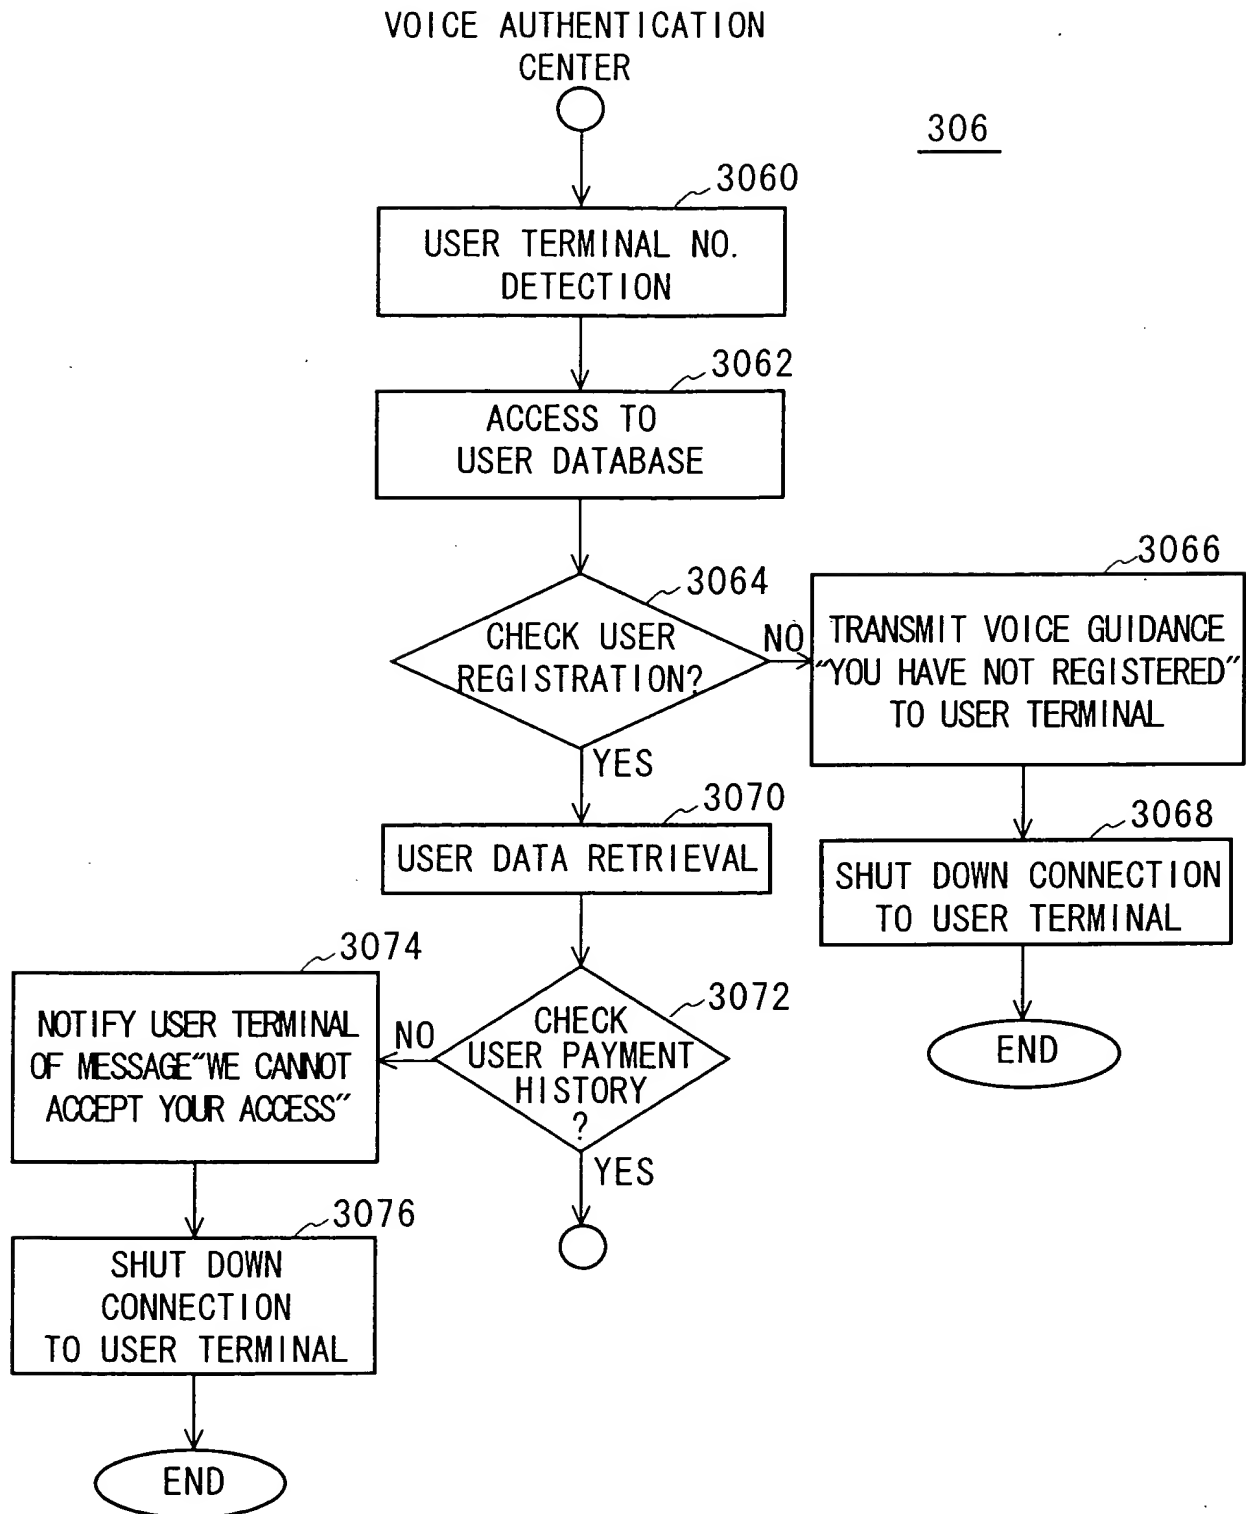 VOICE AUTHENTICATION
CENTER
306
3060
USER TERMINAL NO.
DETECTION
3062
ACCESS TO
USER DATABASE
3064
CHECK USER
REGISTRATION?
NO
3066
TRANSMIT VOICE GUIDANCE
"YOU HAVE NOT REGISTERED"
TO USER TERMINAL
YES
3070
USER DATA RETRIEVAL
3068
SHUT DOWN CONNECTION
TO USER TERMINAL
END
3072
CHECK
USER PAYMENT
HISTORY
?
NO
3074
NOTIFY USER TERMINAL
OF MESSAGE"WE CANNOT
ACCEPT YOUR ACCESS"
YES
3076
SHUT DOWN
CONNECTION
TO USER TERMINAL
END